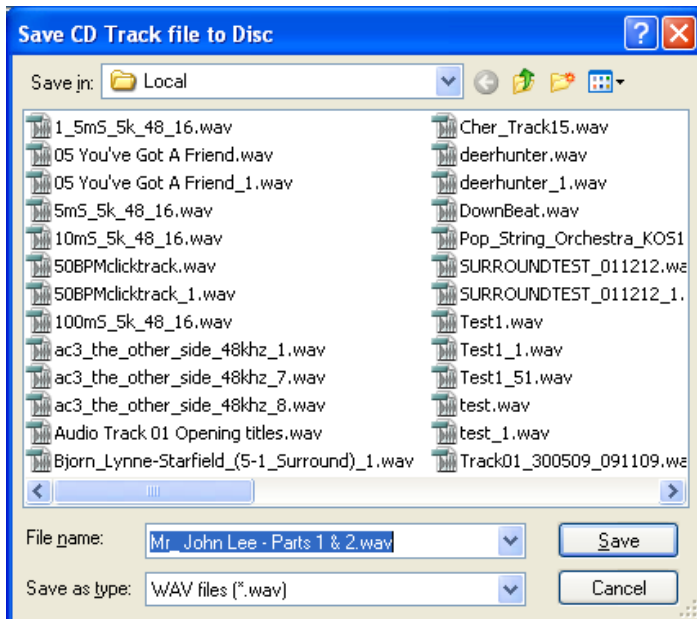 Save CD Track file to Disc
Save in: Local
1_5mS_5k_48_16.wav
05 You've Got A Friend.wav
05 You've Got A Friend_1.wav
5mS_5k_48_16.wav
10mS_5k_48_16.wav
50BPMclicktrack.wav
50BPMclicktrack_1.wav
100mS_5k_48_16.wav
ac3_the_other_side_48khz_1.wav
ac3_the_other_side_48khz_7.wav
ac3_the_other_side_48khz_8.wav
Audio Track 01 Opening titles.wav
Bjorn_Lynne-Starfield_(5-1_Surround)_1.wav
Cher_Track15.wav
deerhunter.wav
deerhunter_1.wav
DownBeat.wav
Pop_String_Orchestra_KOS1
SURROUNDTEST_011212.wa
SURROUNDTEST_011212_1.
Test1.wav
Test1_1.wav
Test1_51.wav
test.wav
test_1.wav
Track01_300509_091109.wa
File name: Mr_ John Lee - Parts 1 & 2.wav Save
Save as type: WAV files (*.wav) Cancel